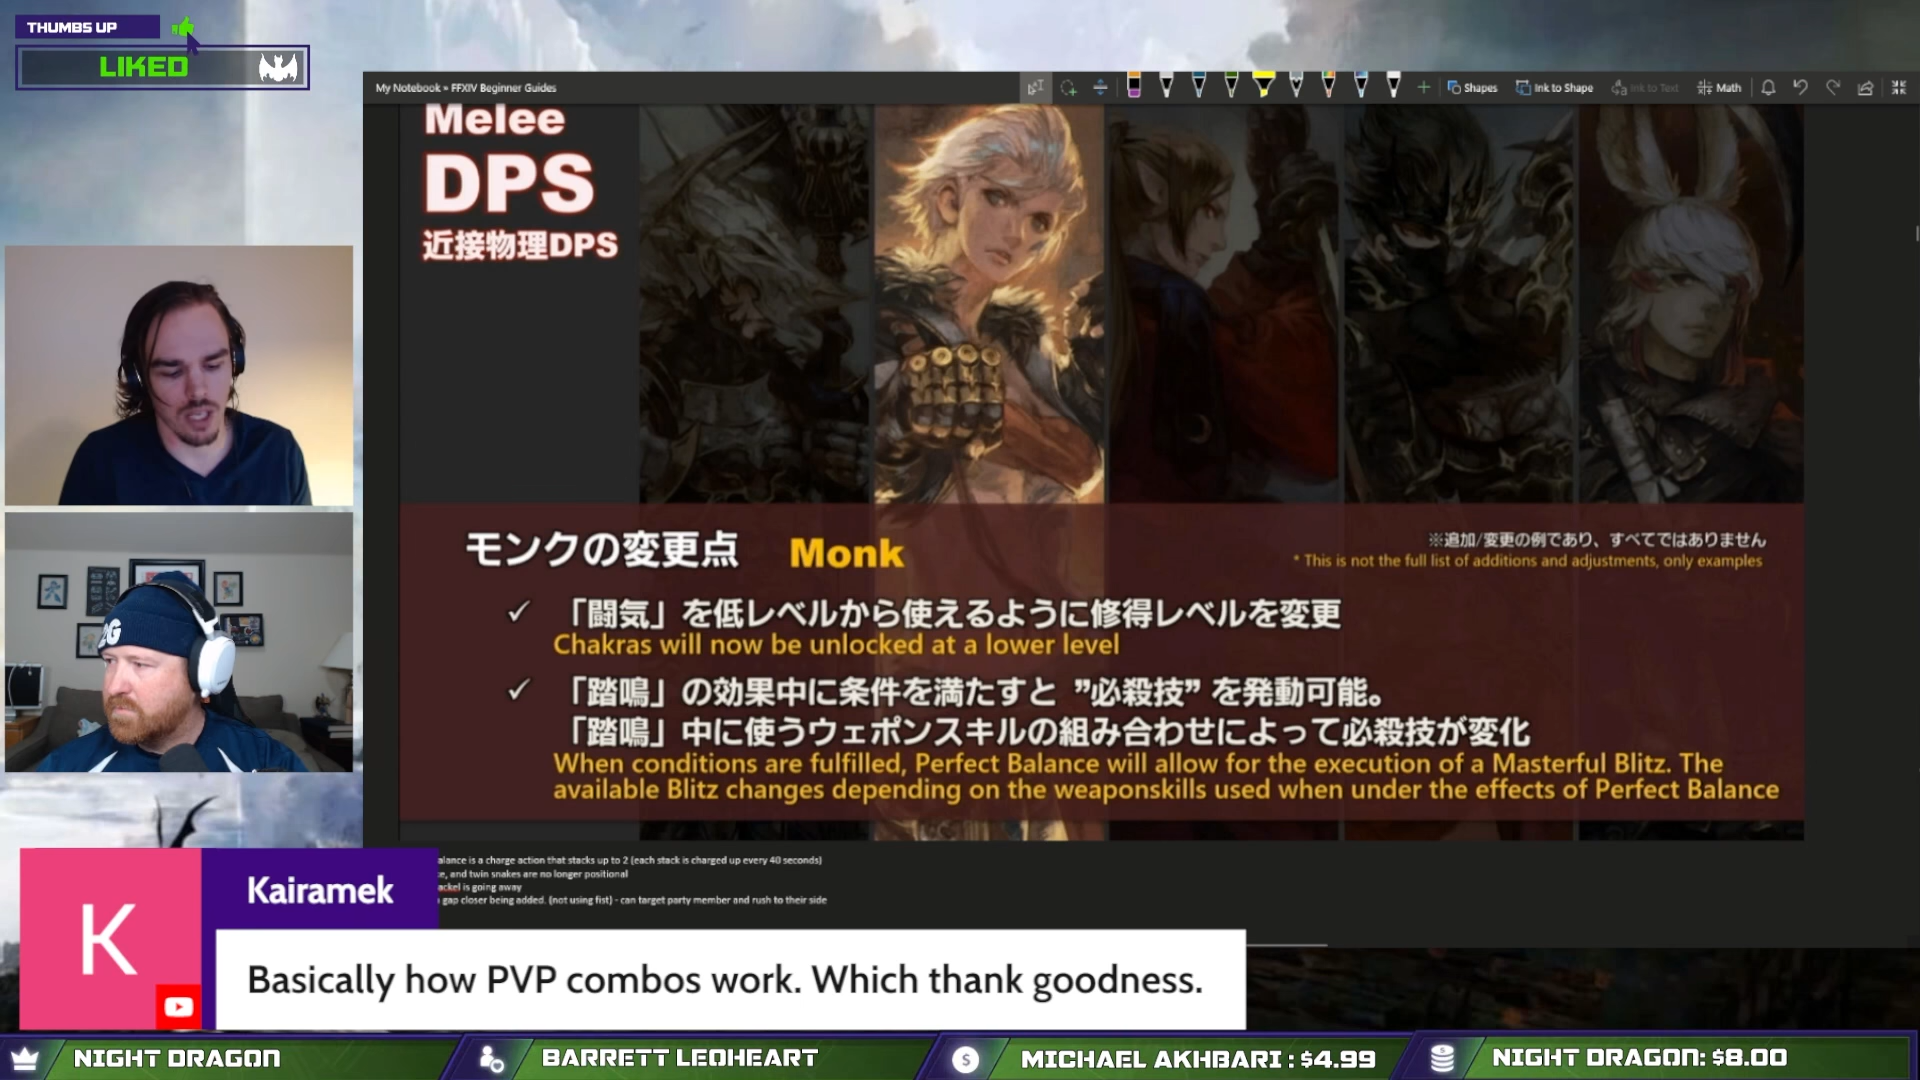 THUMBS UP
LIKED
My Notebook » FFXIV Beginner Guides
Shapes
Ink to Shape
Ink to Text
Math
Melee
DPS
近接物理DPS
モンクの変更点 Monk
※追加/変更の例であり、すべてではありません
* This is not the full list of additions and adjustments, only examples
✓ 「闘気」を低レベルから使えるように修得レベルを変更
Chakras will now be unlocked at a lower level
✓ 「踏鳴」の効果中に条件を満たすと ”必殺技” を発動可能。
「踏鳴」中に使うウェポンスキルの組み合わせによって必殺技が変化
When conditions are fulfilled, Perfect Balance will allow for the execution of a Masterful Blitz. The
available Blitz changes depending on the weaponskills used when under the effects of Perfect Balance
alance is a charge action that stacks up to 2 (each stack is charged up every 40 seconds)
, and twin snakes are no longer positional
is going away
gap closer being added. (not using fist) - can target party member and rush to their side
2G
K
Kairamek
Basically how PVP combos work. Which thank goodness.
NIGHT DRAGON
BARRETT LEOHEART
MICHAEL AKHBARI : $4.99
NIGHT DRAGON: $8.00